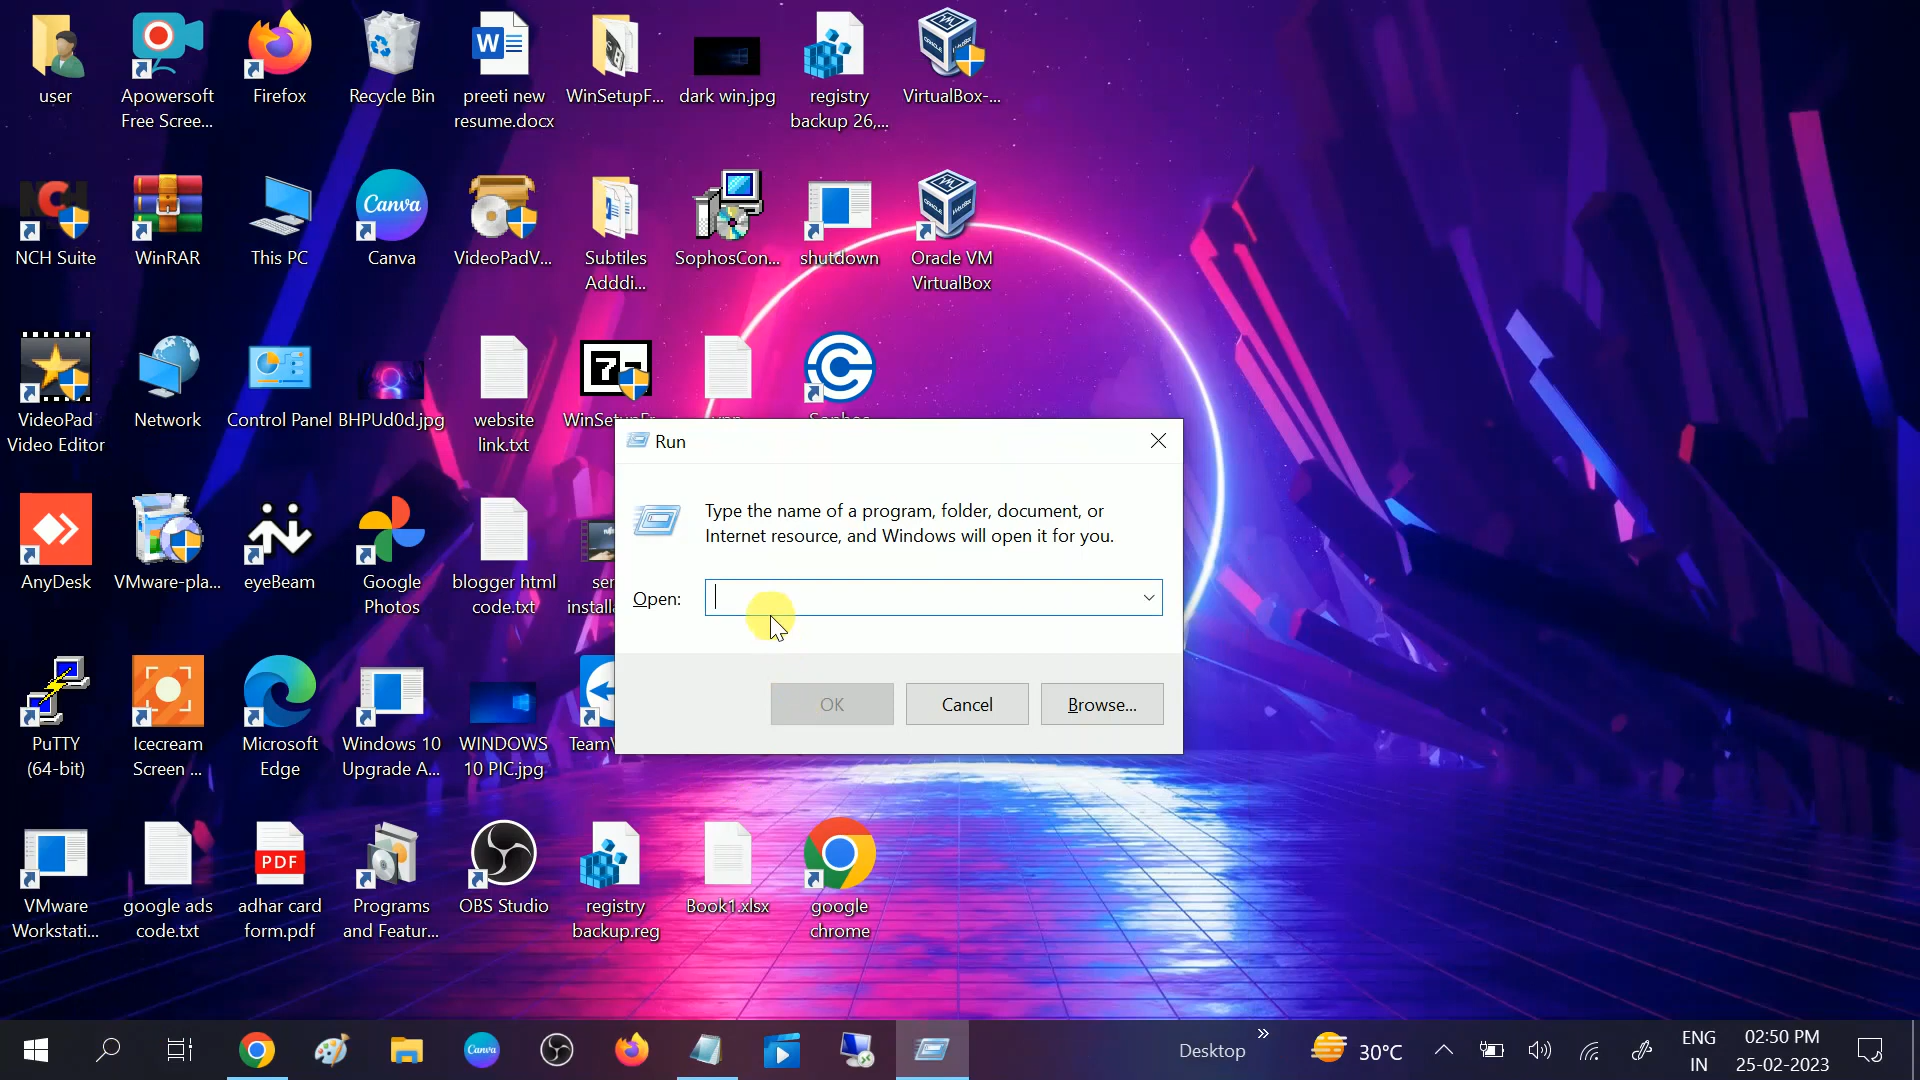 user
Apowersoft
Free Scree...
Firefox
Recycle Bin
preeti new
resume.docx
WinSetupF...
dark win.jpg
registry
backup 26,...
VirtualBox-...
NCH
NCH Suite
WinRAR
This PC
Canva
Canva
VideoPadV...
Subtiles
Adddi...
SophosCon...
shutdown
Oracle VM
VirtualBox
VideoPad
Video Editor
Network
Control Panel
BHPUd0d.jpg
website
link.txt
AnyDesk
VMware-pla...
eyeBeam
Google
Photos
blogger html
code.txt
PuTTY
(64-bit)
Icecream
Screen ...
Microsoft
Edge
Windows 10
Upgrade A...
WINDOWS
10 PIC.jpg
VMware
Workstati...
google ads
code.txt
PDF
adhar card
form.pdf
Programs
and Featur...
OBS Studio
registry
backup.reg
Book1.xlsx
google
chrome
Run
Type the name of a program, folder, document, or
Internet resource, and Windows will open it for you.
Open:
OK
Cancel
Browse...
Canva
Desktop
30°C
ENG
IN
02:50 PM
25-02-2023